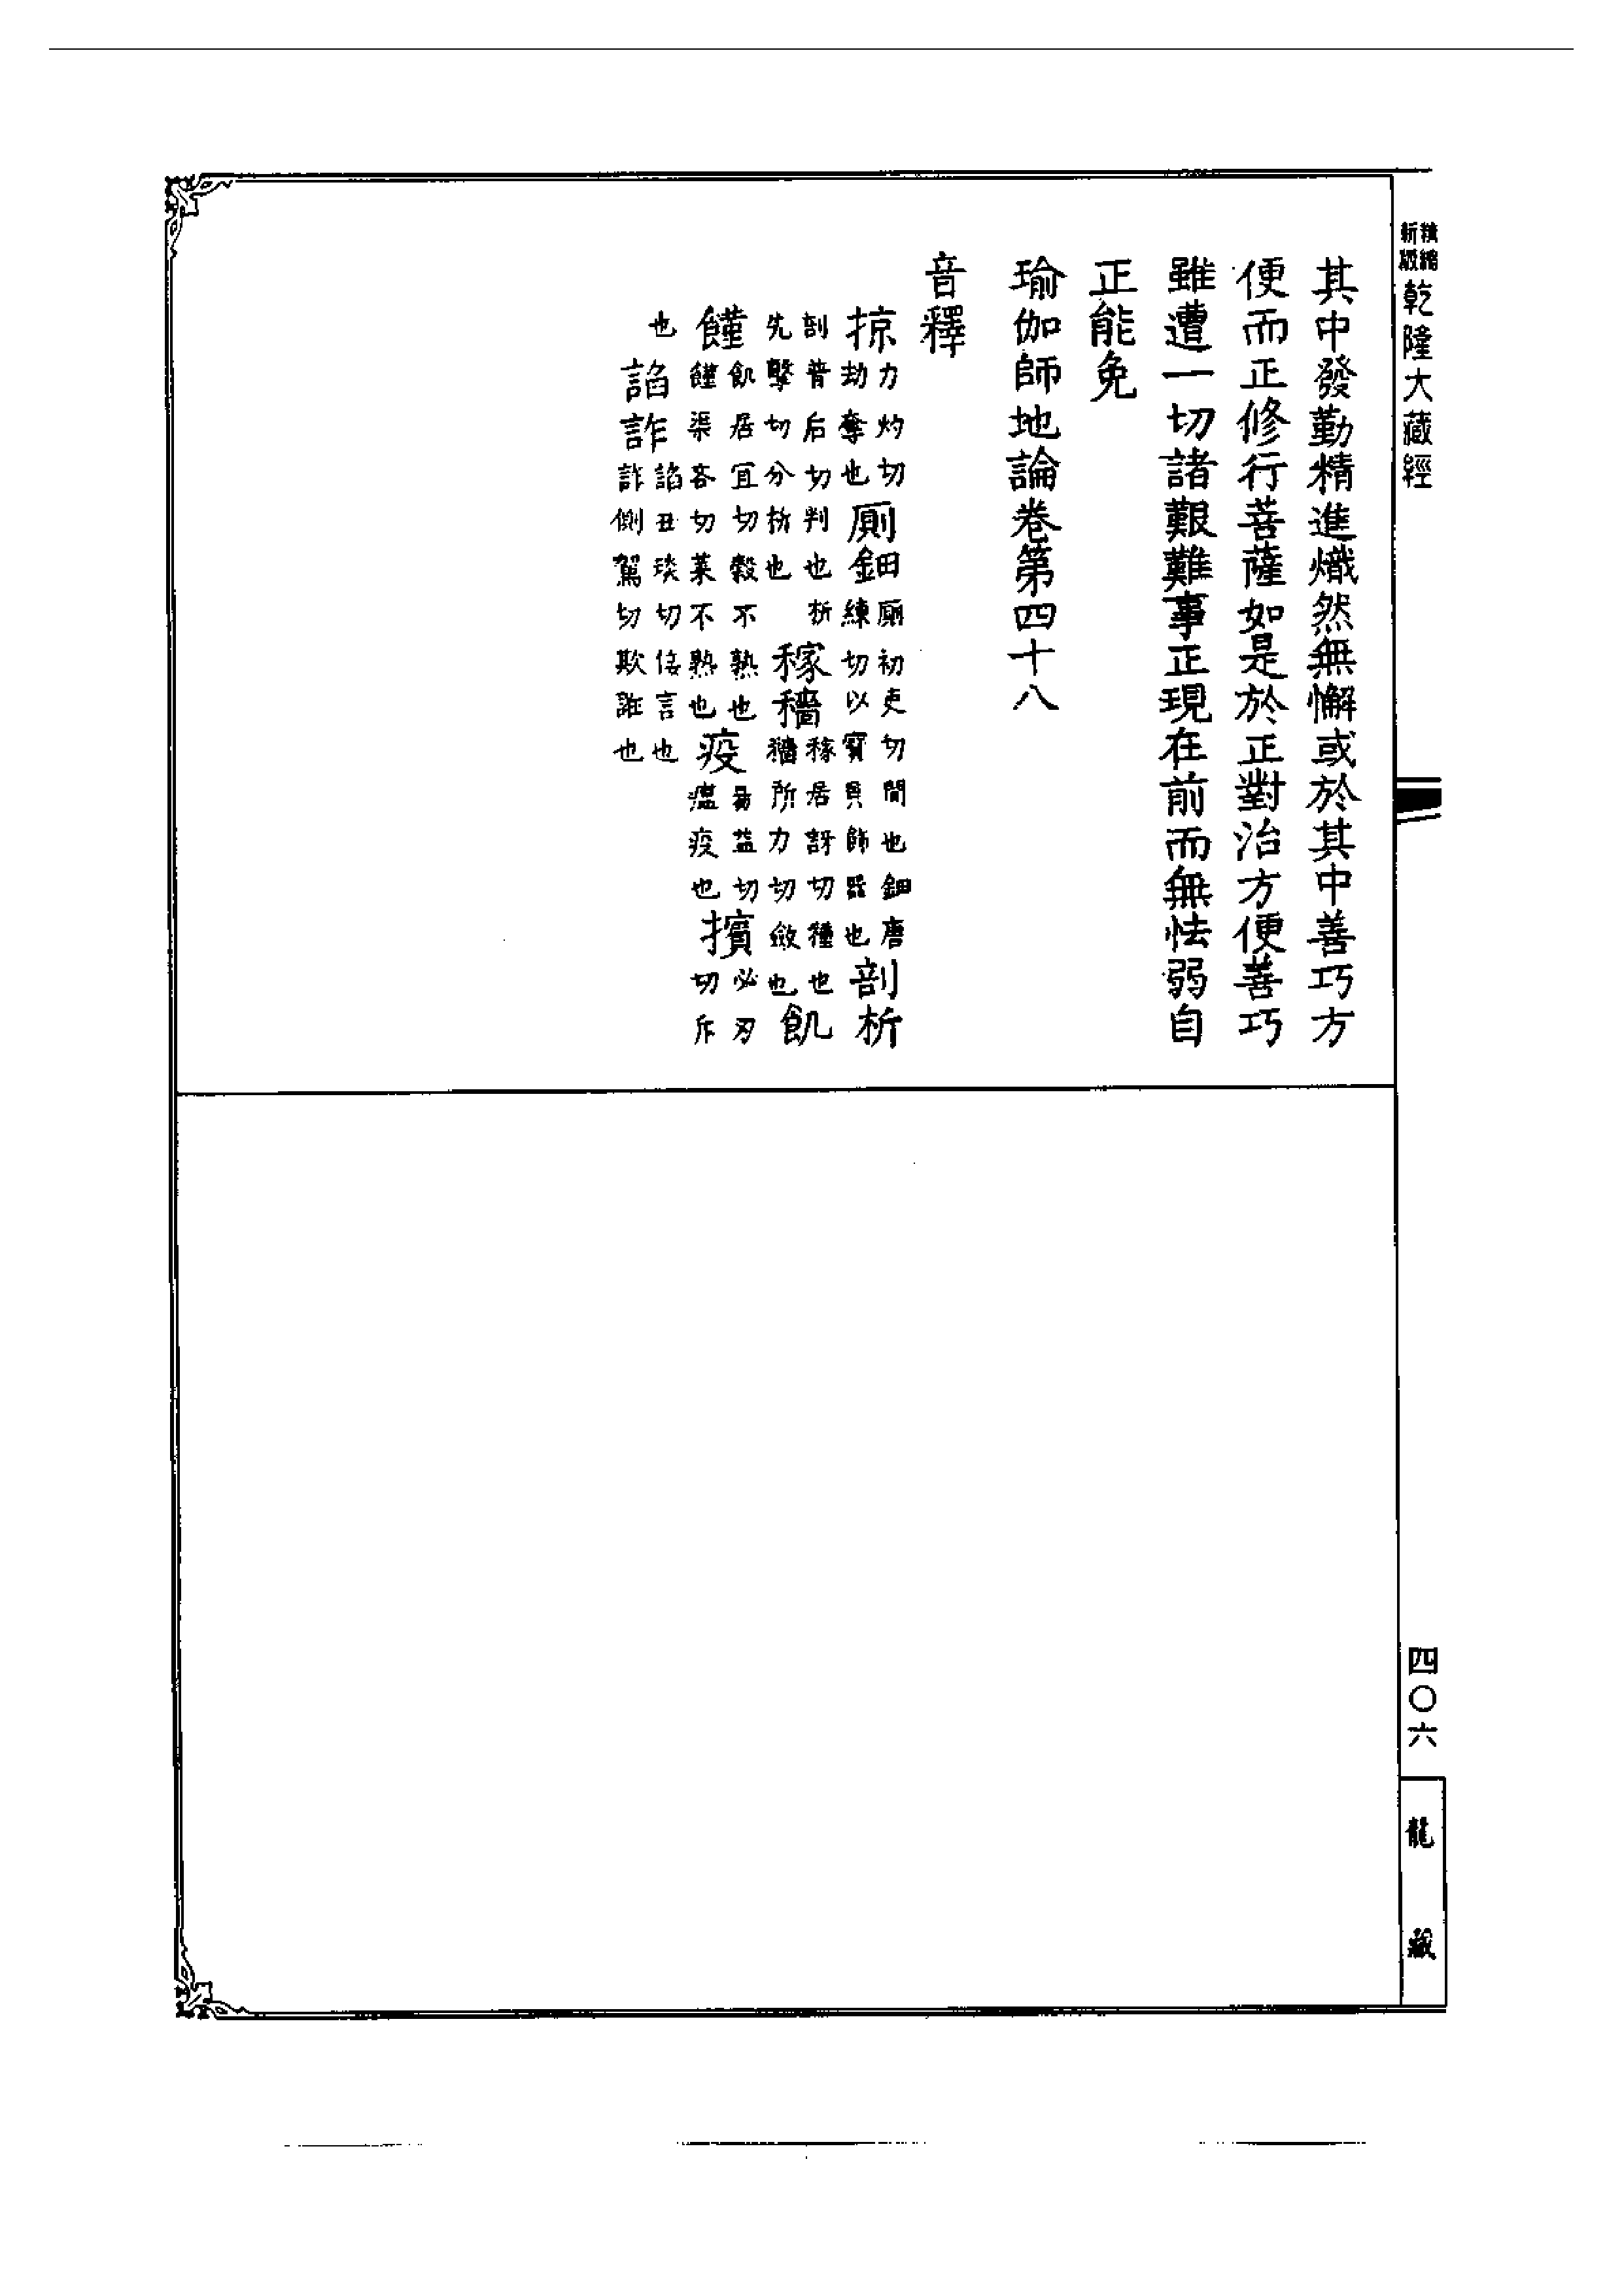 精縮新版乾隆大藏經
其中發勤精進熾然無懈或於其中善巧方
便而正修行菩薩如是於正對治方便善巧
雖遭一切諸艱難事正現在前而無怯弱自
正能免
瑜伽師地論卷第四十八
音釋
掠力灼切劫奪也廁鈿廁初吏切間也鈿唐練切以寶貝飾器也剖析
剖普后切判也析先擊切分析也稼穡稼居訝切種也穡所力切斂也飢
饉飢居宜切穀不熟也饉渠吝切菜不熟也疫易益切瘟疫也擯必刃切斥
也諂詐諂丑琰切佞言也詐側駕切欺誑也
四〇六
龍藏